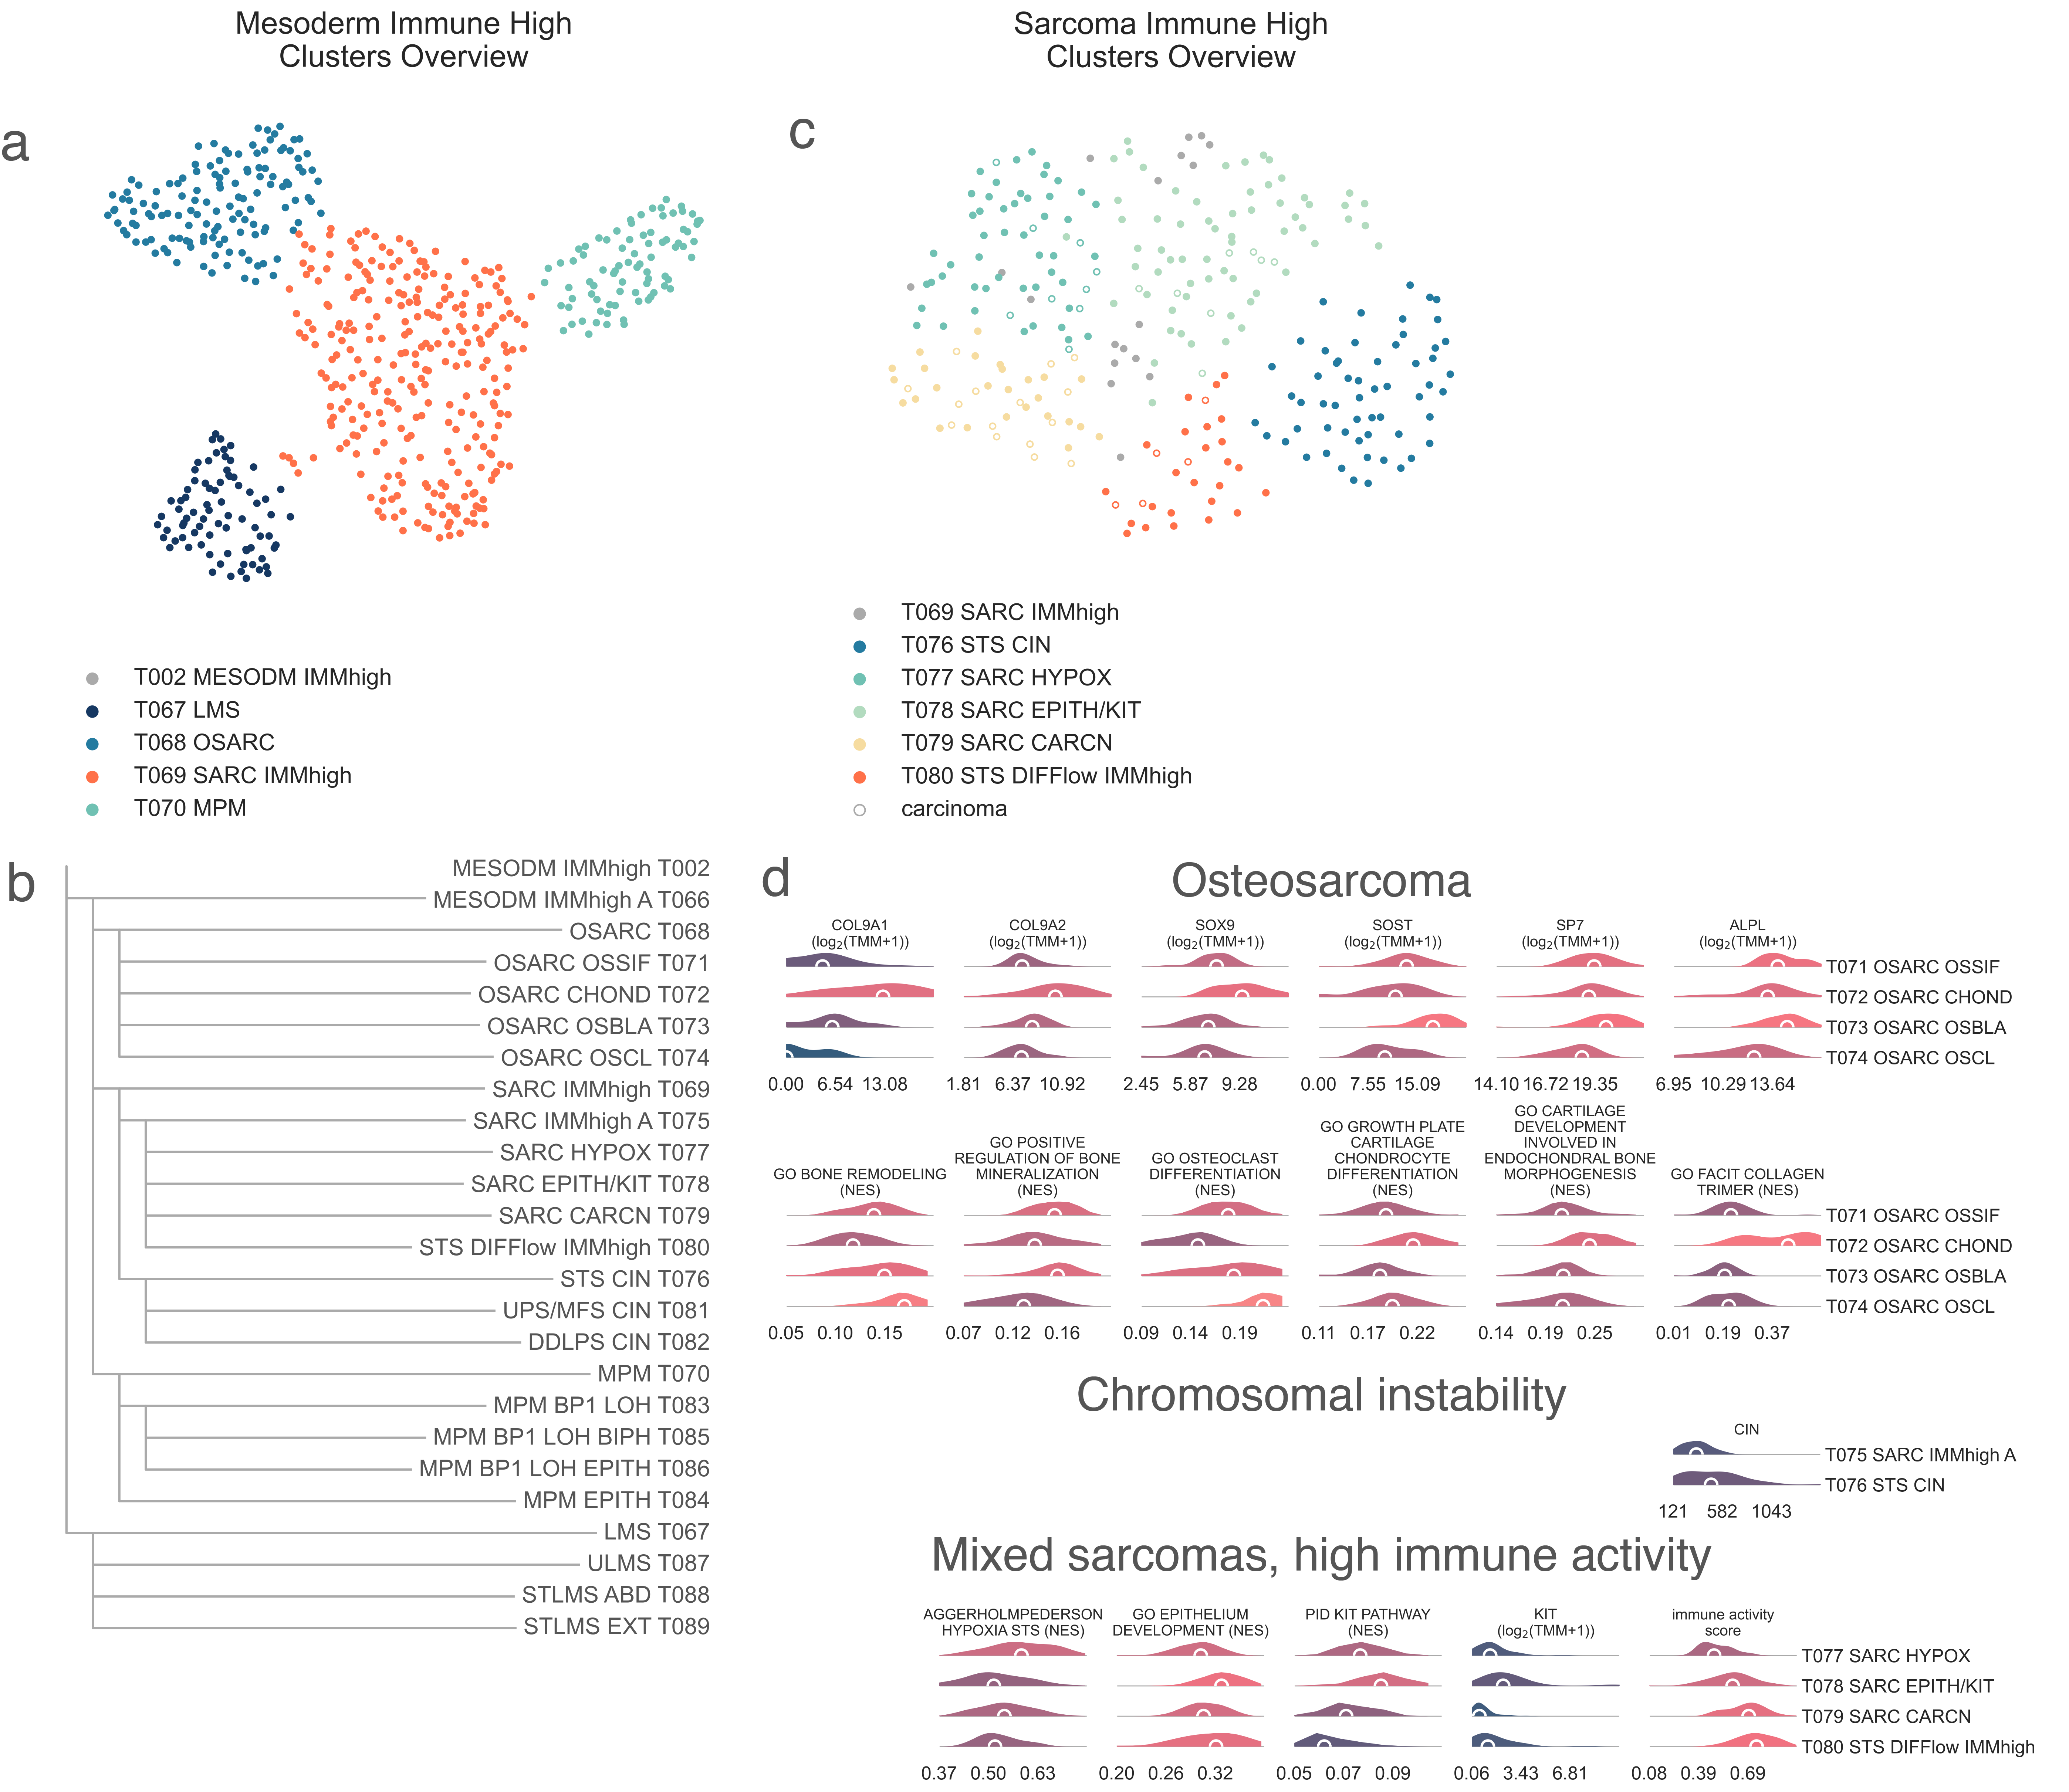 Mesoderm Immune High
Clusters Overview
Sarcoma Immune High
Clusters Overview
a
c
T002 MESODM IMMhigh
T067 LMS
T068 OSARC
T069 SARC IMMhigh
T070 MPM
T069 SARC IMMhigh
T076 STS CIN
T077 SARC HYPOX
T078 SARC EPITH/KIT
T079 SARC CARCN
T080 STS DIFFlow IMMhigh
carcinoma
b
MESODM IMMhigh T002
MESODM IMMhigh A T066
OSARC T068
OSARC OSSIF T071
OSARC CHOND T072
OSARC OSBLA T073
OSARC OSCL T074
SARC IMMhigh T069
SARC IMMhigh A T075
SARC HYPOX T077
SARC EPITH/KIT T078
SARC CARCN T079
STS DIFFlow IMMhigh T080
STS CIN T076
UPS/MFS CIN T081
DDLPS CIN T082
MPM T070
MPM BP1 LOH T083
MPM BP1 LOH BIPH T085
MPM BP1 LOH EPITH T086
MPM EPITH T084
LMS T067
ULMS T087
STLMS ABD T088
STLMS EXT T089
d
Osteosarcoma
COL9A1
(log₂(TMM+1))
COL9A2
(log₂(TMM+1))
SOX9
(log₂(TMM+1))
SOST
(log₂(TMM+1))
SP7
(log₂(TMM+1))
ALPL
(log₂(TMM+1))
T071 OSARC OSSIF
T072 OSARC CHOND
T073 OSARC OSBLA
T074 OSARC OSCL
0.00 6.54 13.08
1.81 6.37 10.92
2.45 5.87 9.28
0.00 7.55 15.09
14.10 16.72 19.35
6.95 10.29 13.64
GO BONE REMODELING
(NES)
GO POSITIVE
REGULATION OF BONE
MINERALIZATION
(NES)
GO OSTEOCLAST
DIFFERENTIATION
(NES)
GO GROWTH PLATE
CARTILAGE
CHONDROCYTE
DIFFERENTIATION
(NES)
GO CARTILAGE
DEVELOPMENT
INVOLVED IN
ENDOCHONDRAL BONE
MORPHOGENESIS
(NES)
GO FACIT COLLAGEN
TRIMER (NES)
T071 OSARC OSSIF
T072 OSARC CHOND
T073 OSARC OSBLA
T074 OSARC OSCL
0.05 0.10 0.15
0.07 0.12 0.16
0.09 0.14 0.19
0.11 0.17 0.22
0.14 0.19 0.25
0.01 0.19 0.37
Chromosomal instability
CIN
T075 SARC IMMhigh A
T076 STS CIN
121 582 1043
Mixed sarcomas, high immune activity
AGGERHOLMPEDERSON
HYPOXIA STS (NES)
GO EPITHELIUM
DEVELOPMENT (NES)
PID KIT PATHWAY
(NES)
KIT
(log₂(TMM+1))
immune activity
score
T077 SARC HYPOX
T078 SARC EPITH/KIT
T079 SARC CARCN
T080 STS DIFFlow IMMhigh
0.37 0.50 0.63
0.20 0.26 0.32
0.05 0.07 0.09
0.06 3.43 6.81
0.08 0.39 0.69